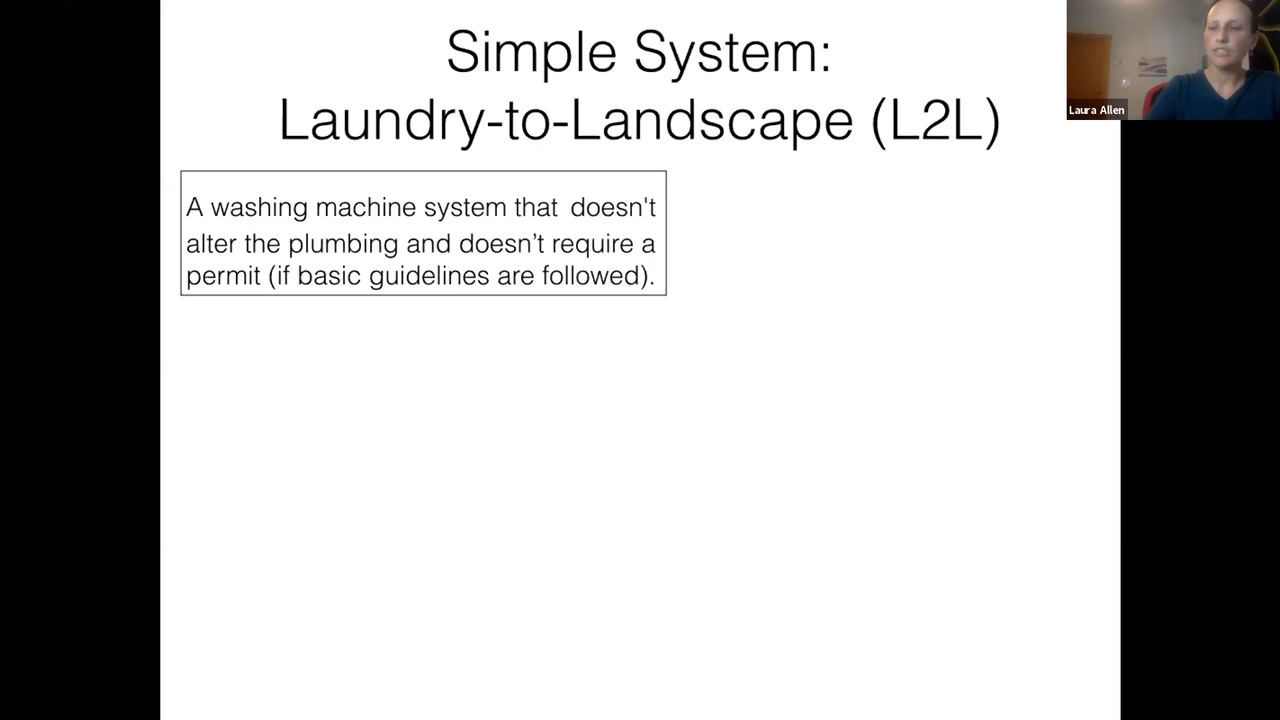 Simple System:
Laundry-to-Landscape (L2L)
Laura Allen
A washing machine system that doesn't
alter the plumbing and doesn’t require a
permit (if basic guidelines are followed).